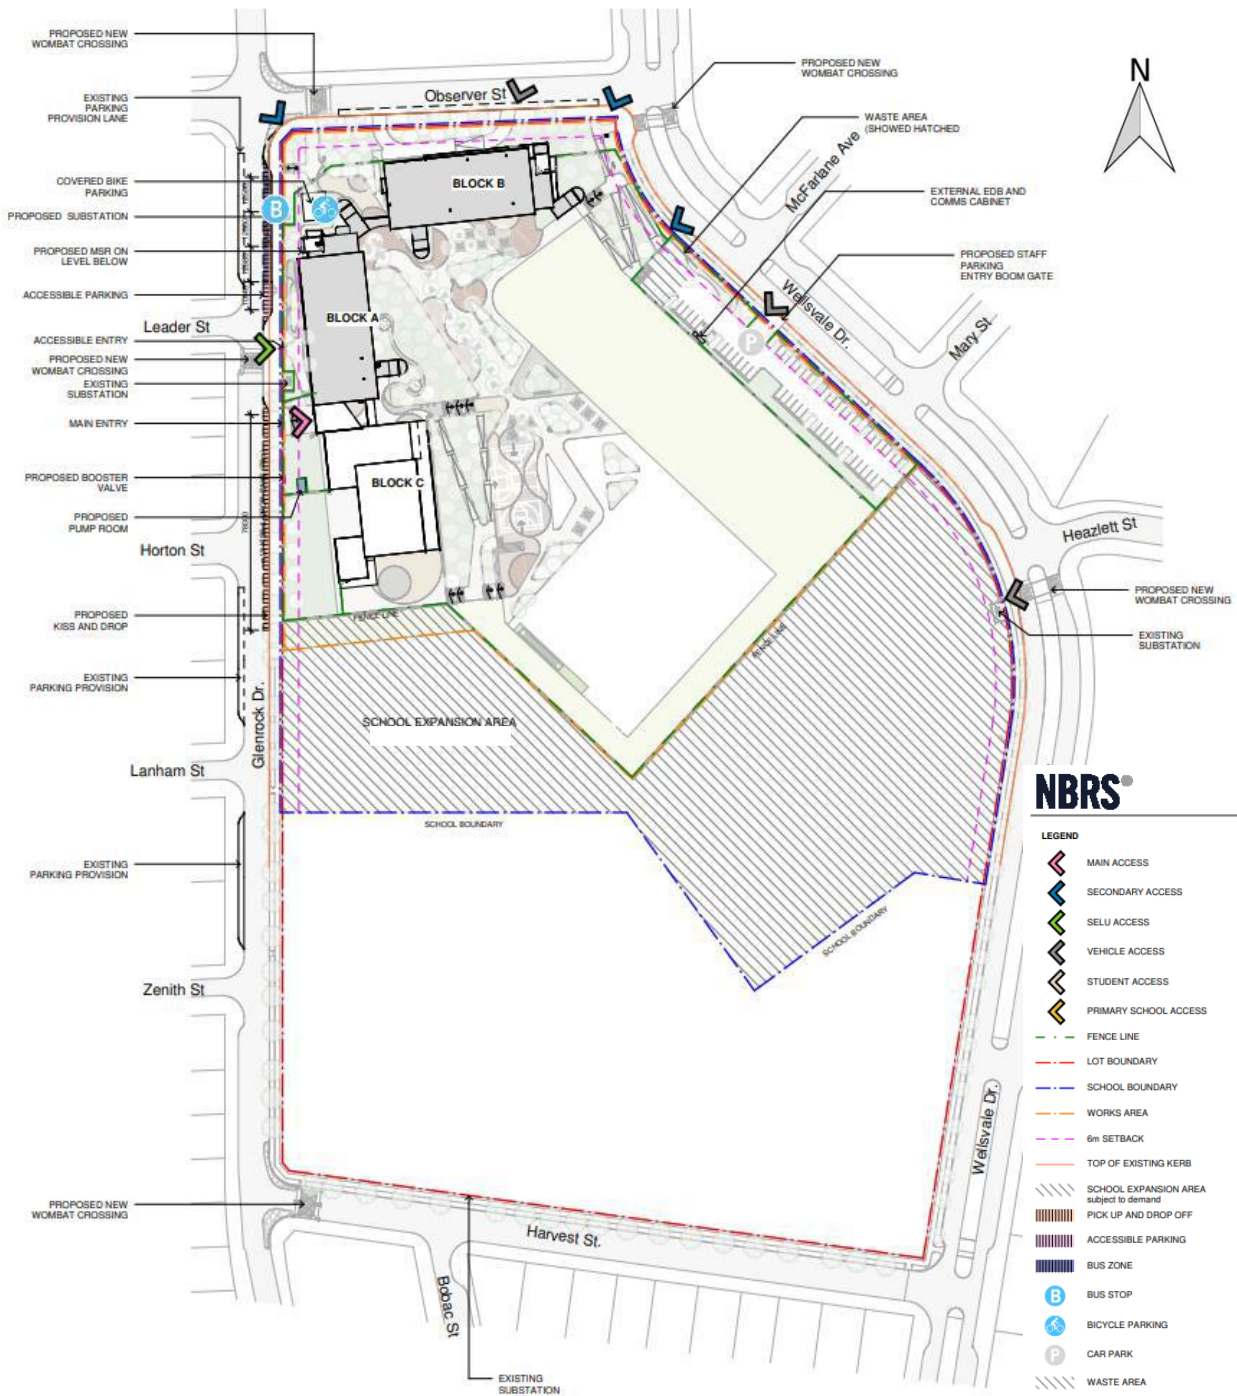 PROPOSED NEW
WOMBAT CROSSING
EXISTING
PARKING
PROVISION LANE
COVERED BIKE
PARKING
PROPOSED SUBSTATION
PROPOSED MSR ON
LEVEL BELOW
ACCESSIBLE PARKING
Leader St
ACCESSIBLE ENTRY
PROPOSED NEW
WOMBAT CROSSING
EXISTING
SUBSTATION
MAIN ENTRY
PROPOSED BOOSTER
VALVE
PROPOSED
PUMP ROOM
Horton St
PROPOSED
KISS AND DROP
EXISTING
PARKING PROVISION
Glenrock Dr.
Lanham St
EXISTING
PARKING PROVISION
Zenith St
PROPOSED NEW
WOMBAT CROSSING
Observer St
B
BLOCK B
BLOCK A
BLOCK C
78000
FENCE LINE
FENCE LINE
SCHOOL EXPANSION AREA
SCHOOL BOUNDARY
SCHOOL BOUNDARY
P
PROPOSED NEW
WOMBAT CROSSING
WASTE AREA
(SHOWED HATCHED
McFarlane Ave
EXTERNAL EDB AND
COMMS CABINET
PROPOSED STAFF
PARKING
ENTRY BOOM GATE
Wellsvale Dr.
Mary St
Heazlett St
PROPOSED NEW
WOMBAT CROSSING
EXISTING
SUBSTATION
Wellsvale Dr.
Harvest St.
Bobac St
EXISTING
SUBSTATION
N
NBRS
LEGEND
MAIN ACCESS
SECONDARY ACCESS
SELU ACCESS
VEHICLE ACCESS
STUDENT ACCESS
PRIMARY SCHOOL ACCESS
FENCE LINE
LOT BOUNDARY
SCHOOL BOUNDARY
WORKS AREA
6m SETBACK
TOP OF EXISTING KERB
SCHOOL EXPANSION AREA
subject to demand
PICK UP AND DROP OFF
ACCESSIBLE PARKING
BUS ZONE
B BUS STOP
BICYCLE PARKING
P CAR PARK
WASTE AREA